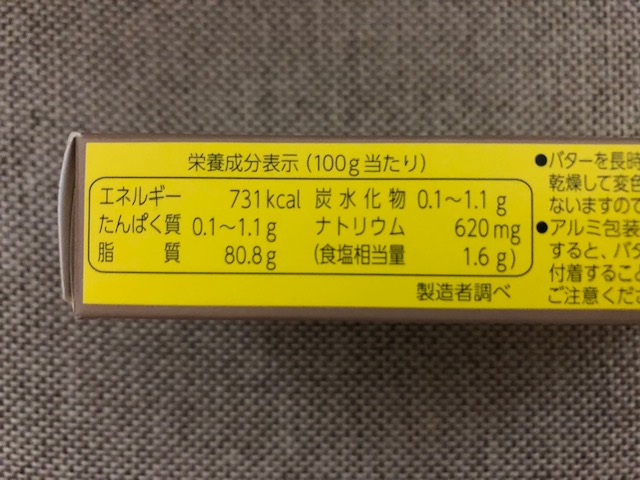 栄養成分表示(100g当たり)
エネルギー 731kcal 炭水化物 0.1〜1.1g
たんぱく質 0.1〜1.1g ナトリウム 620mg
脂質 80.8g (食塩相当量 1.6g)
製造者調べ
●バターを長時
乾燥して変色
ないますので
●アルミ包装
すると、バタ
付着するこ
ご注意くださ